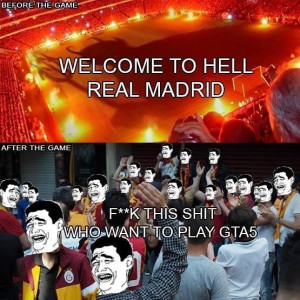 BEFORE THE GAME
WELCOME TO HELL
REAL MADRID
AFTER THE GAME
F**K THIS SHIT
WHO WANT TO PLAY GTA5